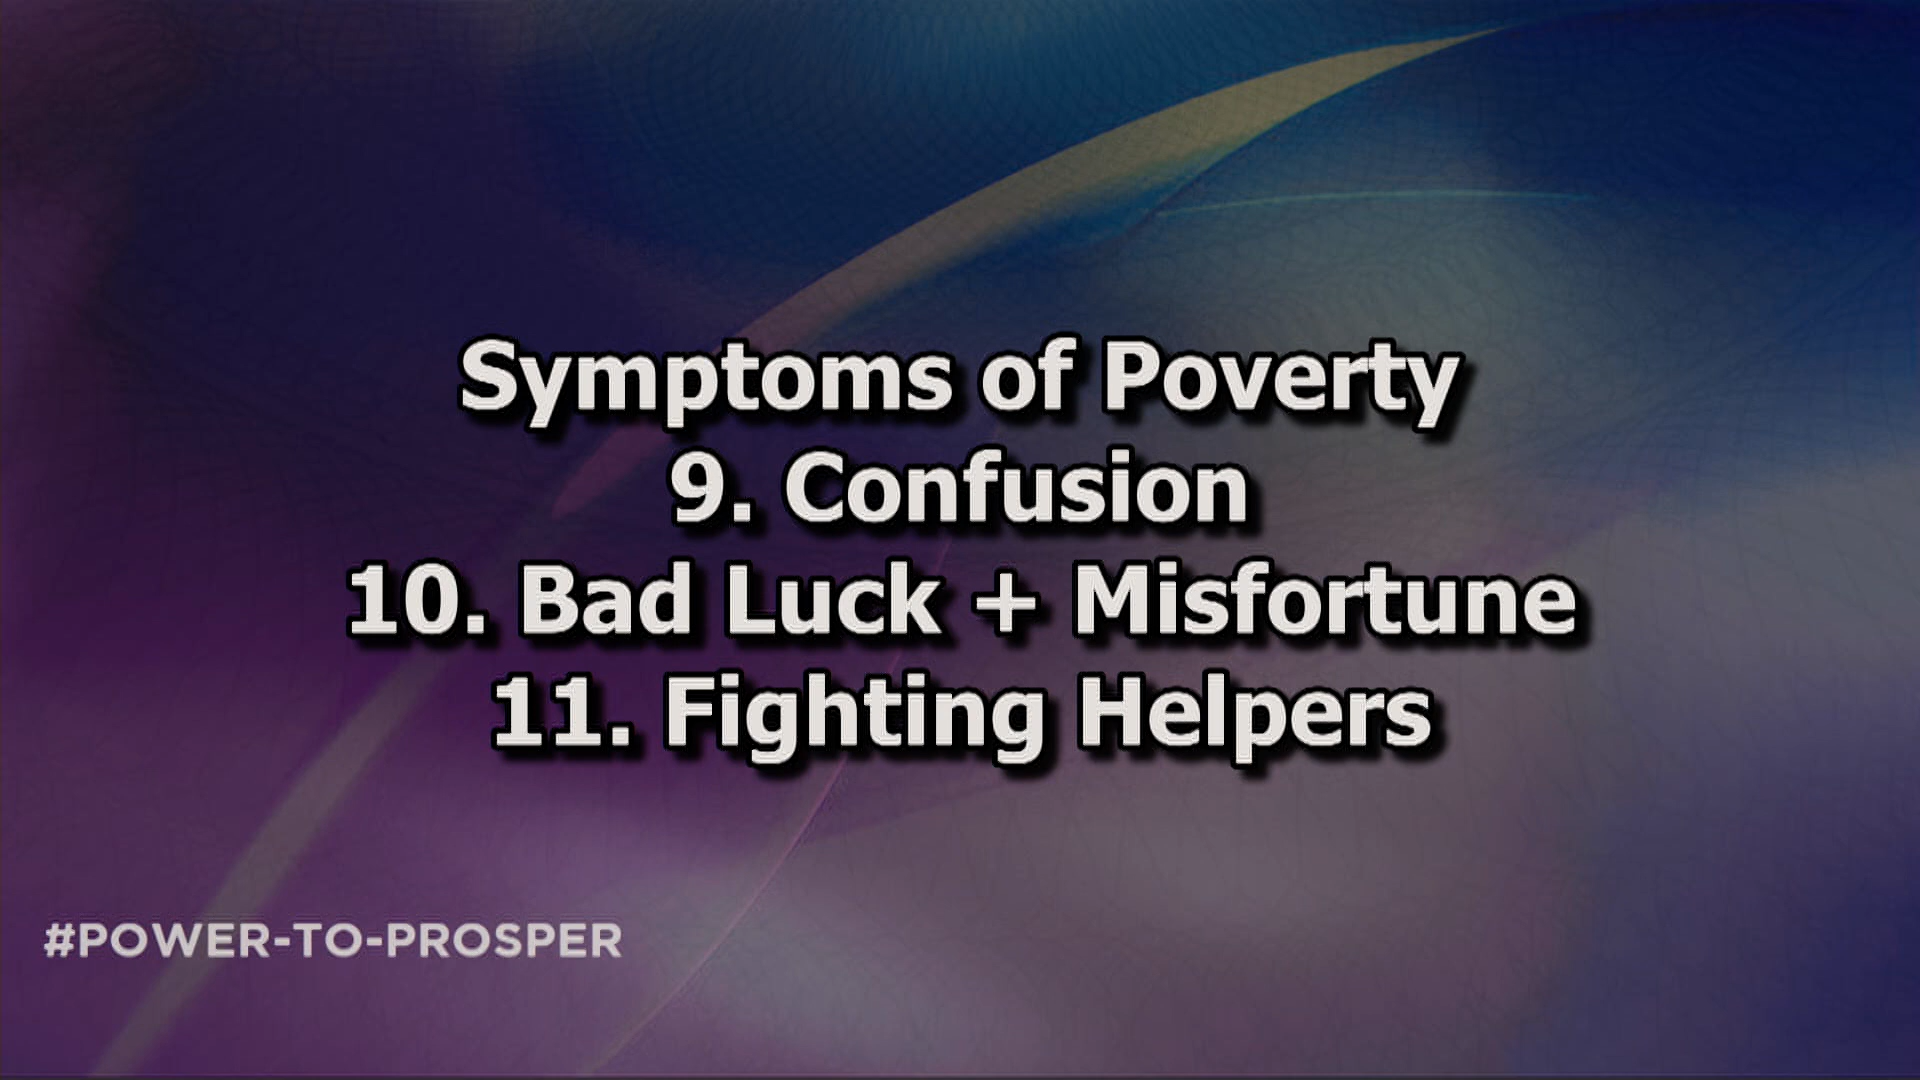 Symptoms of Poverty
9. Confusion
10. Bad Luck + Misfortune
11. Fighting Helpers
#POWER-TO-PROSPER